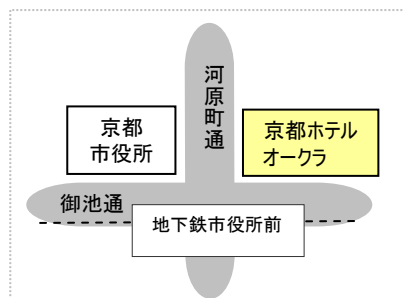 河原町通
京都
市役所
京都ホテル
オークラ
御池通
地下鉄市役所前